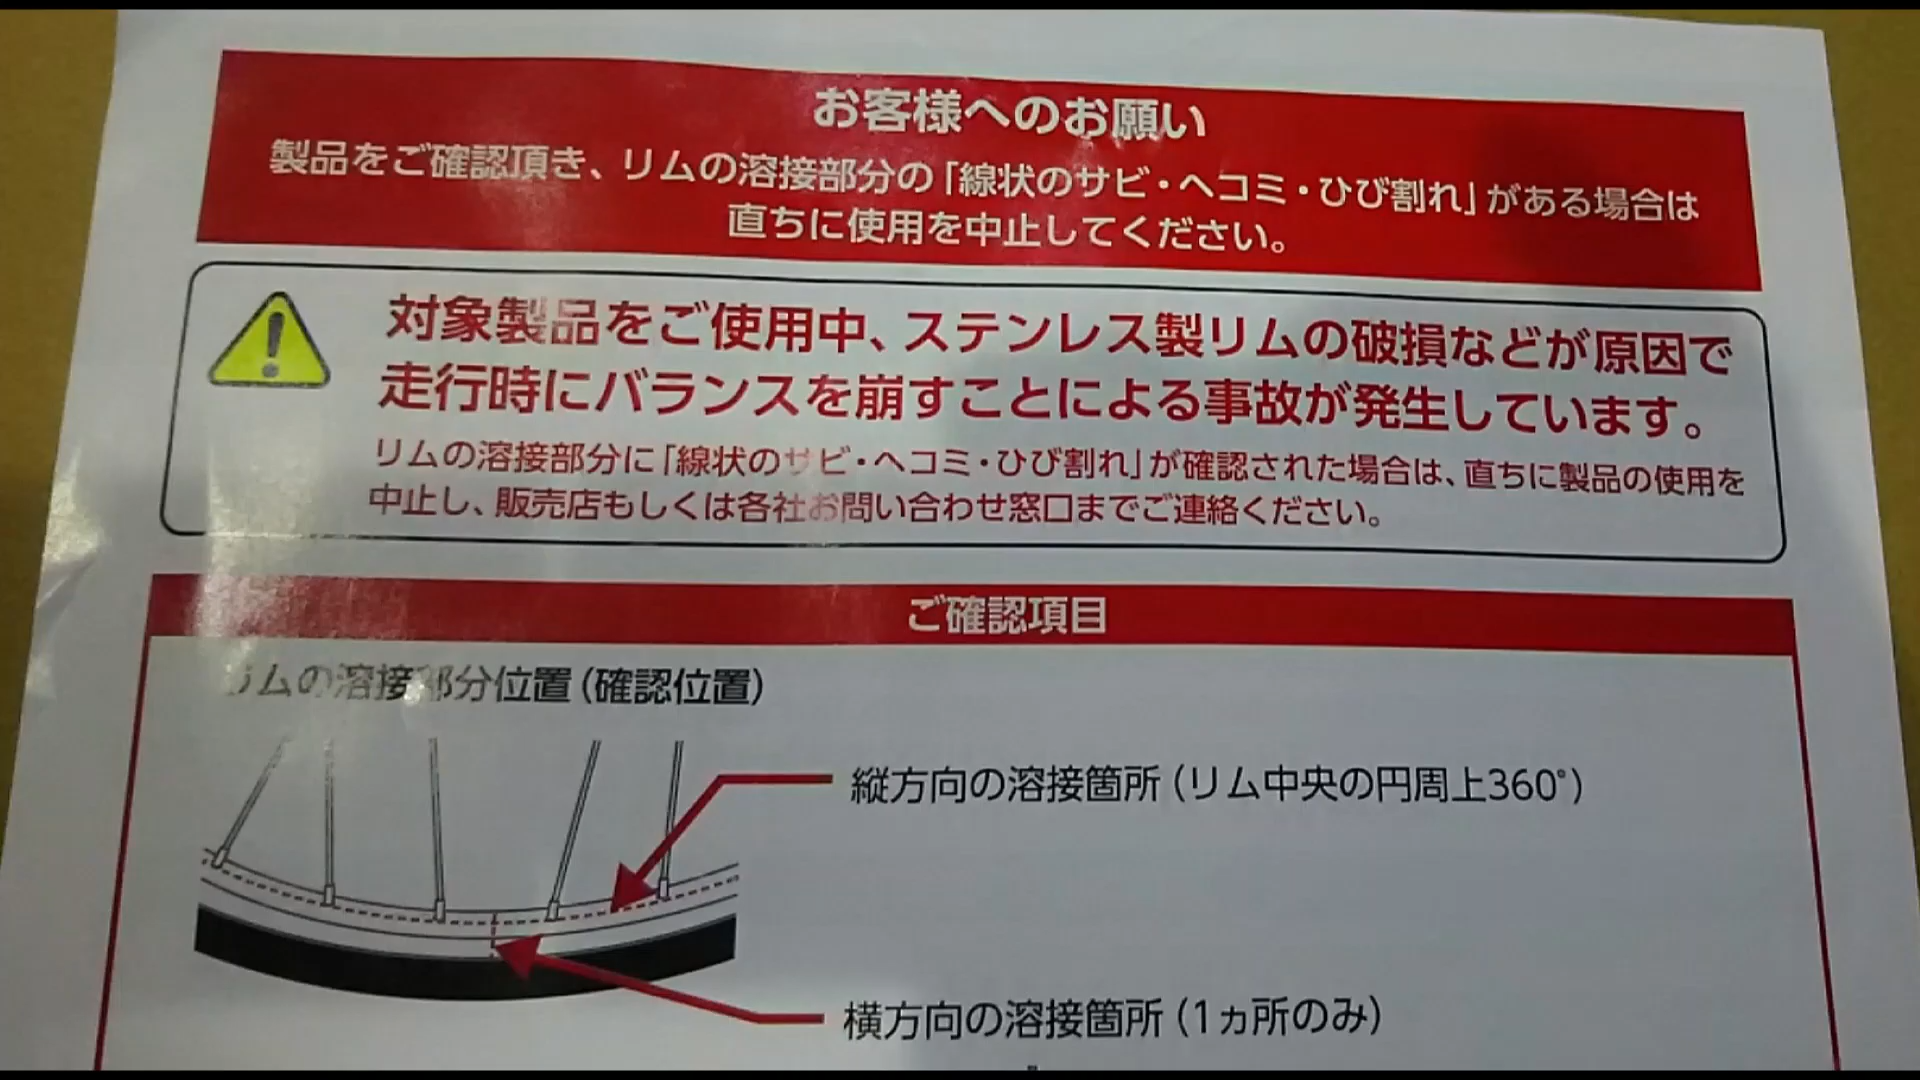 お客様へのお願い
製品をご確認頂き、リムの溶接部分の「線状のサビ・ヘコミ・ひび割れ」がある場合は
直ちに使用を中止してください。
対象製品をご使用中、ステンレス製リムの破損などが原因で
走行時にバランスを崩すことによる事故が発生しています。
リムの溶接部分に「線状のサビ・ヘコミ・ひび割れ」が確認された場合は、直ちに製品の使用を
中止し、販売店もしくは各社お問い合わせ窓口までご連絡ください。
ご確認項目
リムの溶接部分位置（確認位置）
縦方向の溶接箇所（リム中央の円周上360°）
横方向の溶接箇所（1ヵ所のみ）